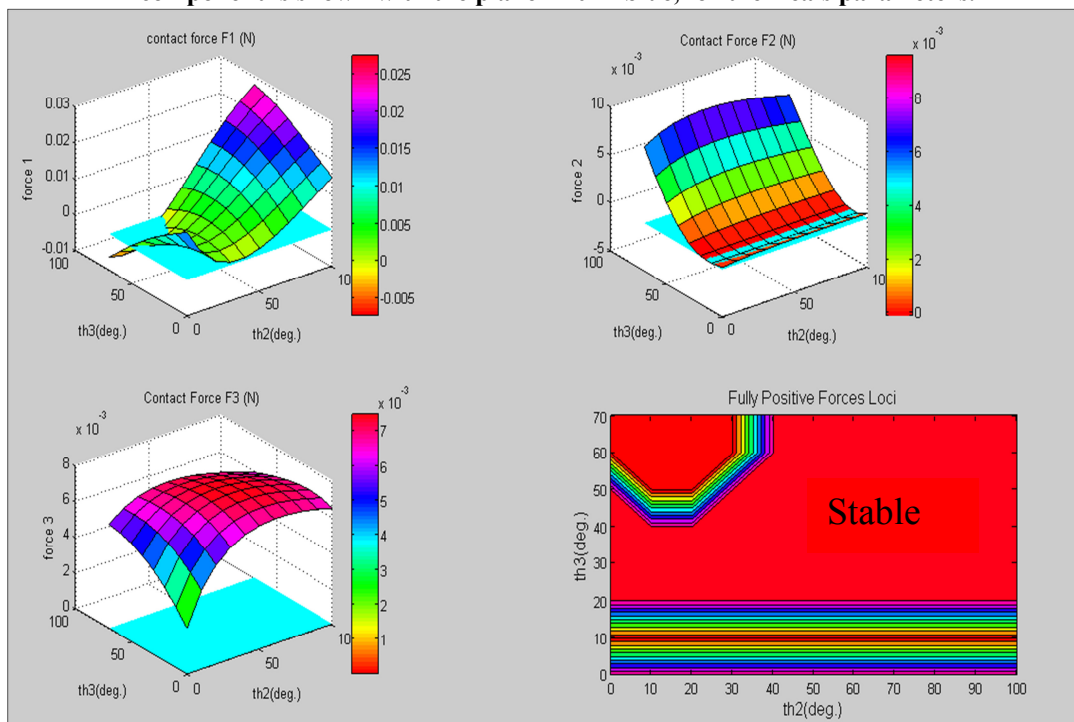 component is shown with the plane
contact force F1 (N)
0.03
0.02
0.01
0
-0.01
force 1
100
50
0
th3(deg.)
0
50
10
th2(deg.)
0.025
0.02
0.015
0.01
0.005
0
-0.005
Contact Force F2 (N)
x 10 -3
10
5
0
-5
force 2
100
50
0
th3(deg.)
0
50
10
th2(deg.)
x 10 -3
8
6
4
2
0
Contact Force F3 (N)
x 10 -3
8
6
4
2
0
force 3
100
50
0
th3(deg.)
0
50
10
th2(deg.)
x 10 -3
7
6
5
4
3
2
1
Fully Positive Forces Loci
70
60
50
40
30
20
10
0
th3(deg.)
Stable
0 10 20 30 40 50 60 70 80 90 100
th2(deg.)